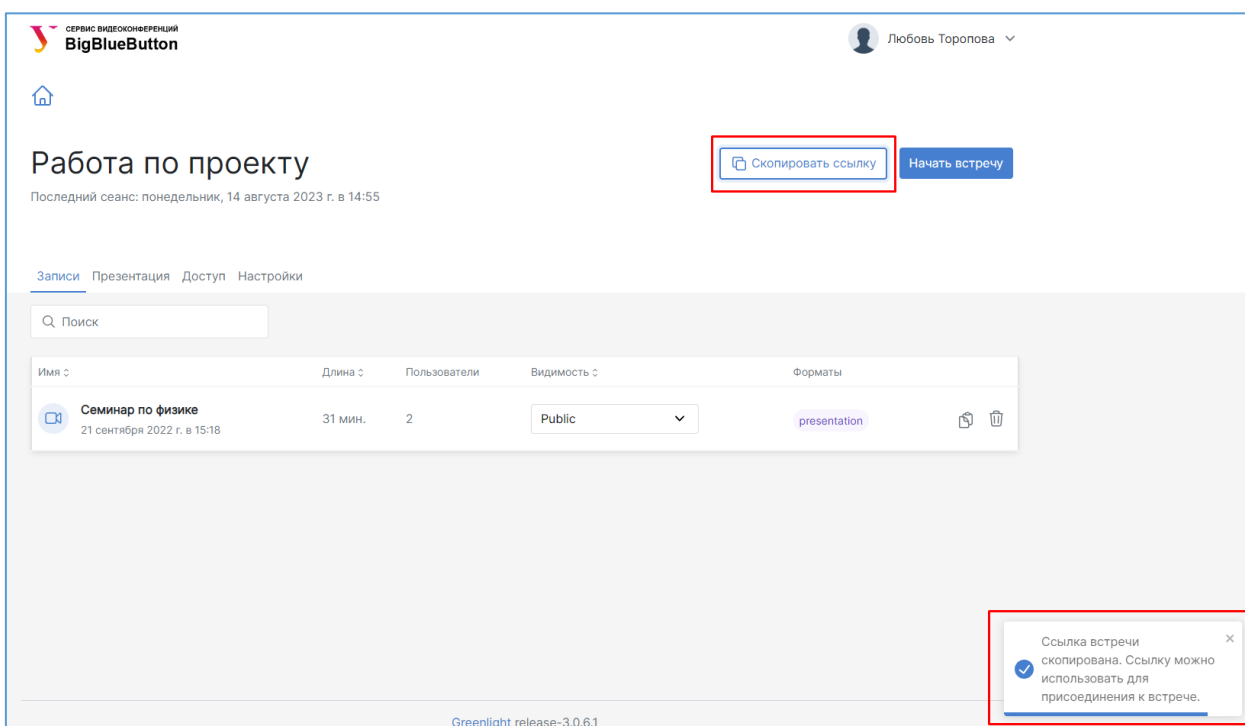 СЕРВИС ВИДЕОКОНФЕРЕНЦИЙ
BigBlueButton
Любовь Торопова
Работа по проекту
Скопировать ссылку
Начать встречу
Последний сеанс: понедельник, 14 августа 2023 г. в 14:55
Записи Презентация Доступ Настройки
Поиск
Имя Длина Пользователи Видимость Форматы
Семинар по физике
21 сентября 2022 г. в 15:18
31 мин. 2 Public presentation
Ссылка встречи
скопирована. Ссылку можно
использовать для
присоединения к встрече.
Greenlight release-3.0.6.1